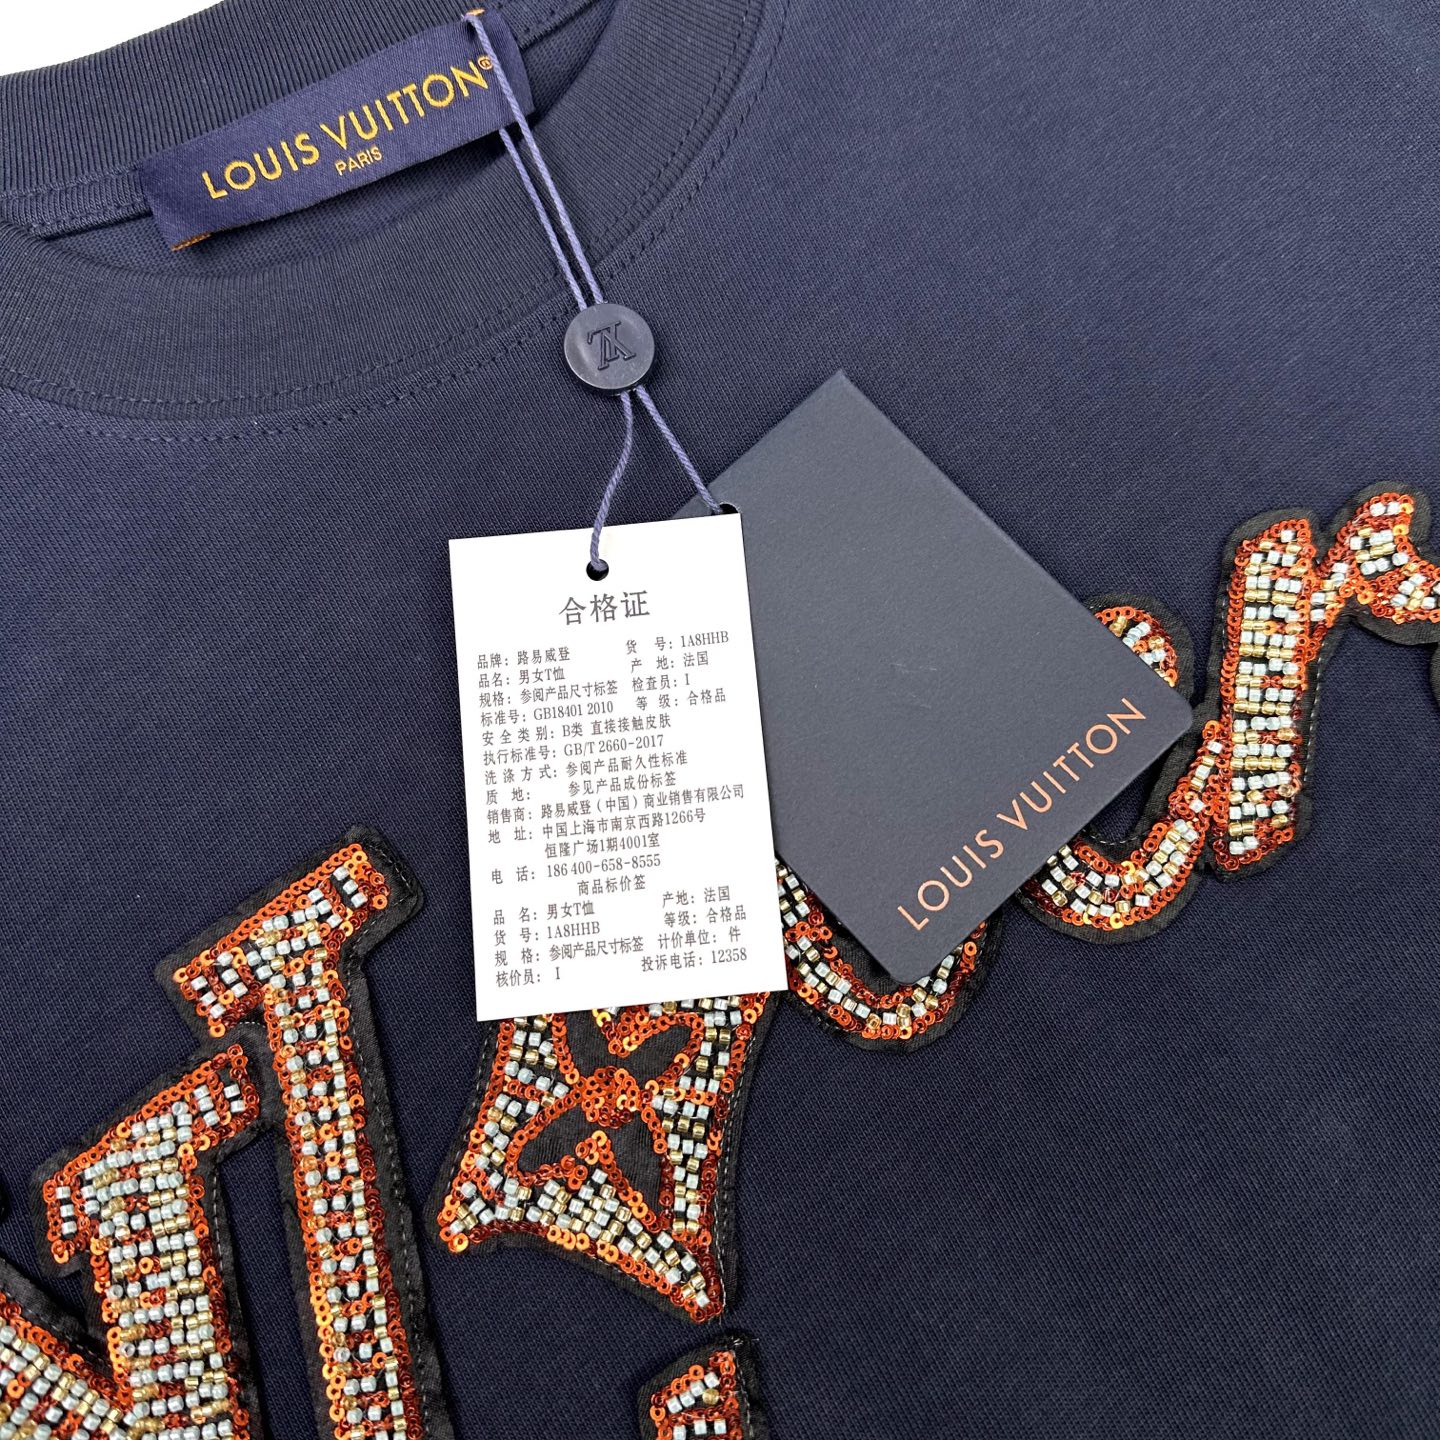 LOUIS VUITTON®
PARIS
合格证
品牌：路易威登 货 号：1A8HHB
品名：男女T恤 产 地：法国
规格：参阅产品尺寸标签 检查员：I
标准号：GB18401 2010 等 级：合格品
安 全 类 别：B类 直接接触皮肤
执行标准号：GB/T 2660-2017
洗 涤 方 式：参阅产品耐久性标准
质 地： 参见产品成份标签
销售商：路易威登（中国）商业销售有限公司
地 址：中国上海市南京西路1266号
恒隆广场1期4001室
电 话：186 400-658-8555
商品标价签
品 名：男女T恤 产地：法国
货 号：1A8HHB 等级：合格品
规 格：参阅产品尺寸标签 计价单位：件
核价员： I 投诉电话：12358
LOUIS VUITTON